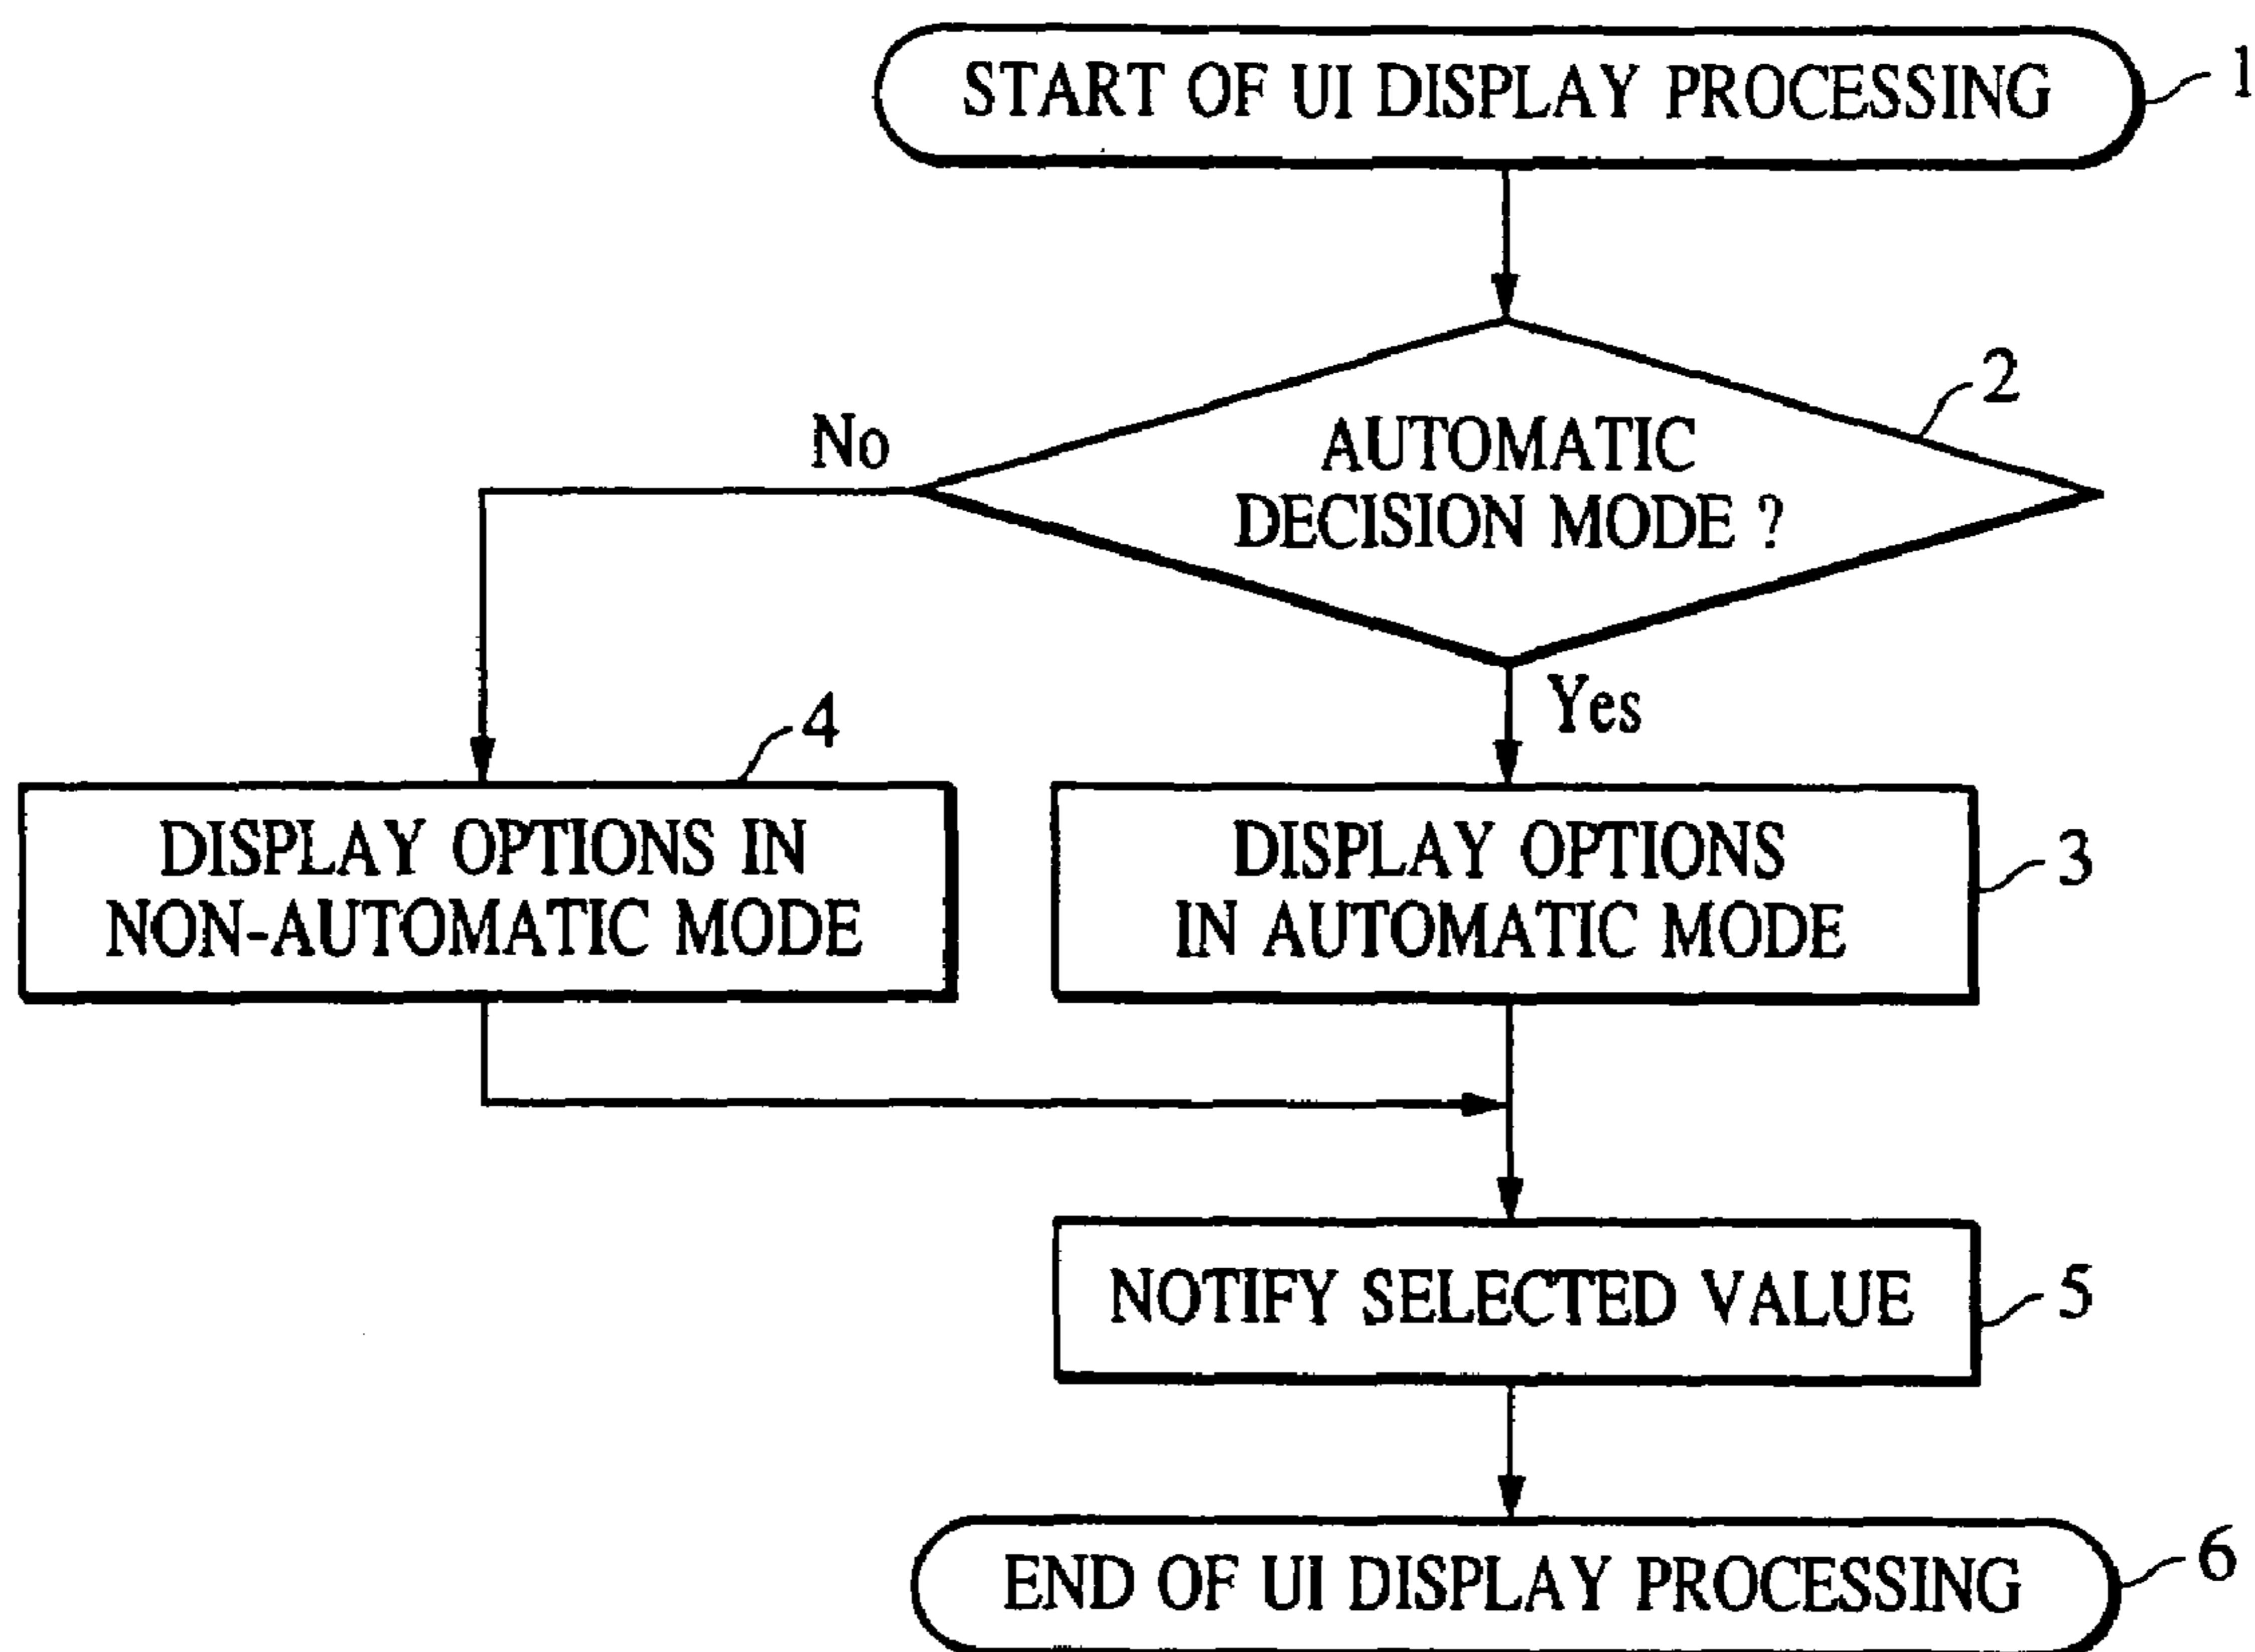 START OF UI DISPLAY PROCESSING
1
2
AUTOMATIC
DECISION MODE ?
No
Yes
4
DISPLAY OPTIONS IN
NON-AUTOMATIC MODE
DISPLAY OPTIONS
IN AUTOMATIC MODE
3
NOTIFY SELECTED VALUE
5
END OF UI DISPLAY PROCESSING
6